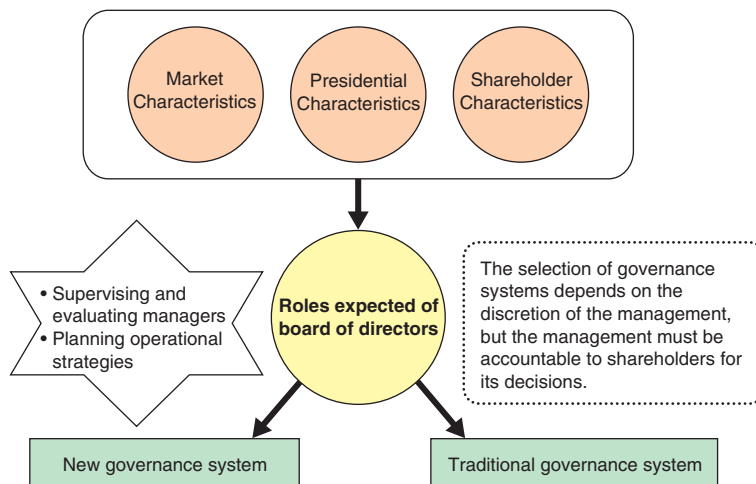 Market
Characteristics
Presidential
Characteristics
Shareholder
Characteristics
• Supervising and
evaluating managers
• Planning operational
strategies
Roles expected of
board of directors
The selection of governance
systems depends on the
discretion of the management,
but the management must be
accountable to shareholders for
its decisions.
New governance system
Traditional governance system